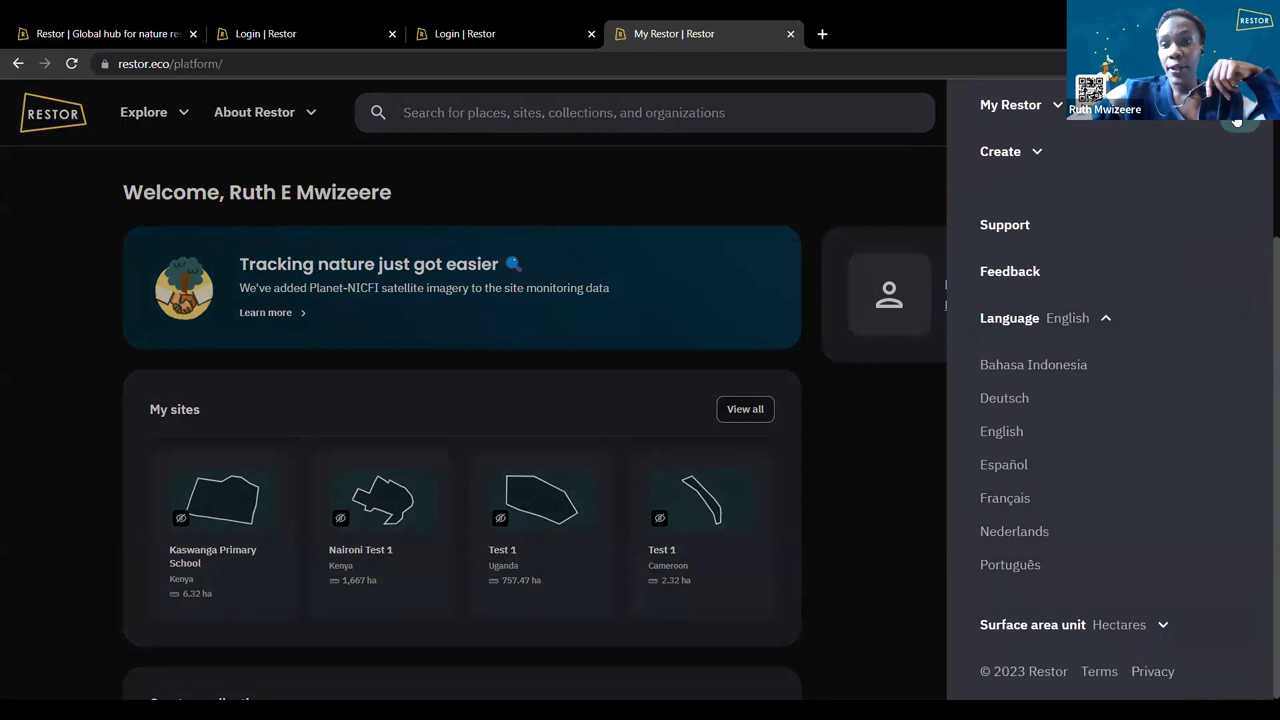 Restor | Global hub for nature re
Login | Restor
Login | Restor
My Restor | Restor
RESTOR
restor.eco/platform/
Ruth Mwizeere
RESTOR
Explore
About Restor
Search for places, sites, collections, and organizations
My Restor
Create
Welcome, Ruth E Mwizeere
Tracking nature just got easier
We've added Planet-NICFI satellite imagery to the site monitoring data
Learn more
Support
Feedback
Language English
Bahasa Indonesia
Deutsch
English
Español
Français
Nederlands
Português
Surface area unit Hectares
© 2023 Restor Terms Privacy
My sites
View all
Kaswanga Primary
School
Kenya
6.32 ha
Naironi Test 1
Kenya
1,667 ha
Test 1
Uganda
757.47 ha
Test 1
Cameroon
2.32 ha